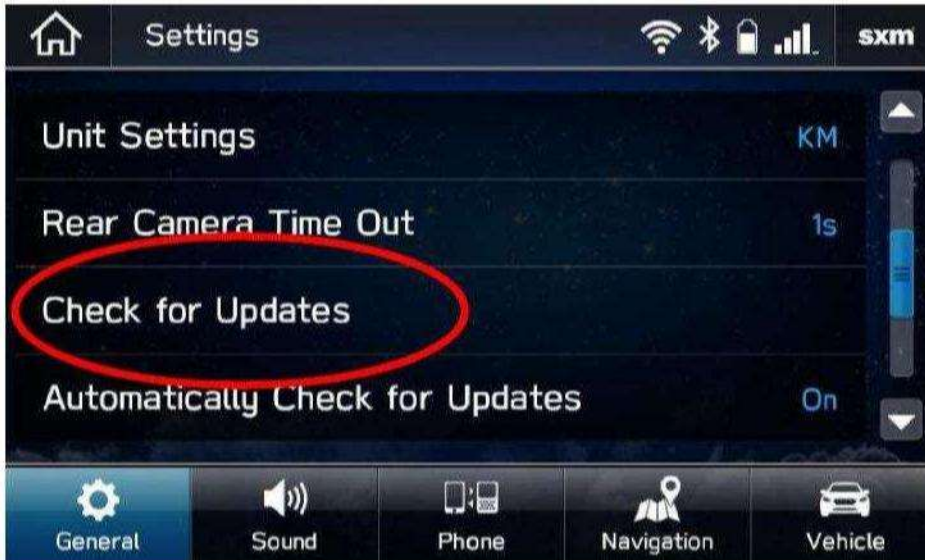 Settings
sxm
Unit Settings KM
Rear Camera Time Out 1s
Check for Updates
Automatically Check for Updates On
General Sound Phone Navigation Vehicle